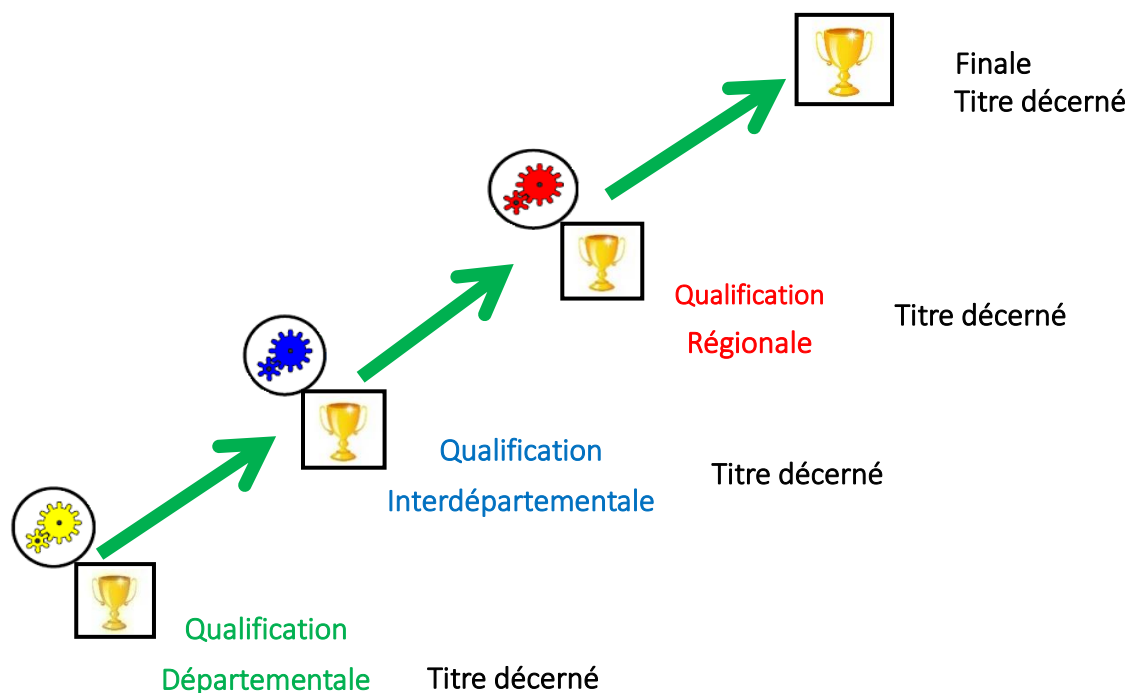 Finale
Titre décerné
Qualification
Régionale
Titre décerné
Qualification
Interdépartementale
Titre décerné
Qualification
Départementale
Titre décerné